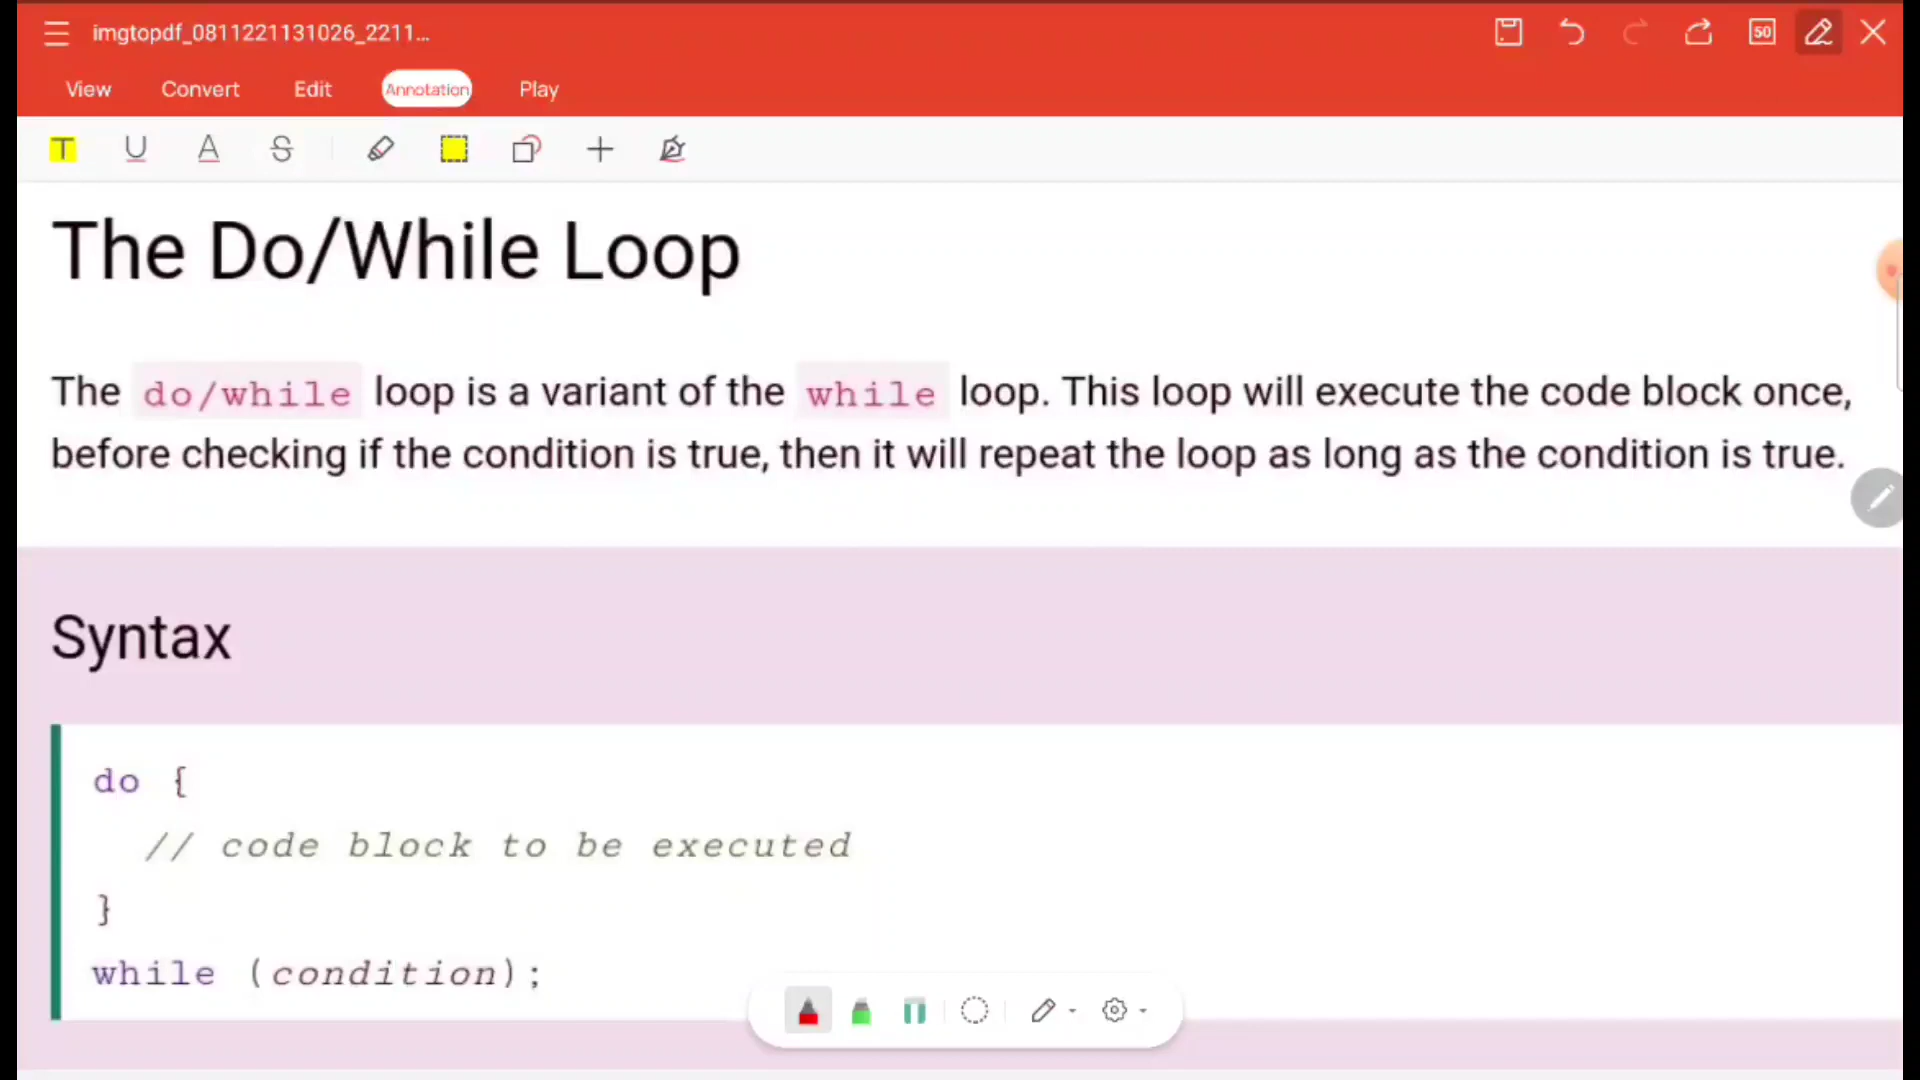 imgtopdf_0811221131026_2211...
50
View Convert Edit Annotation Play
T U A S
The Do/While Loop
The do/while loop is a variant of the while loop. This loop will execute the code block once,
before checking if the condition is true, then it will repeat the loop as long as the condition is true.
Syntax
do {
// code block to be executed
}
while (condition);